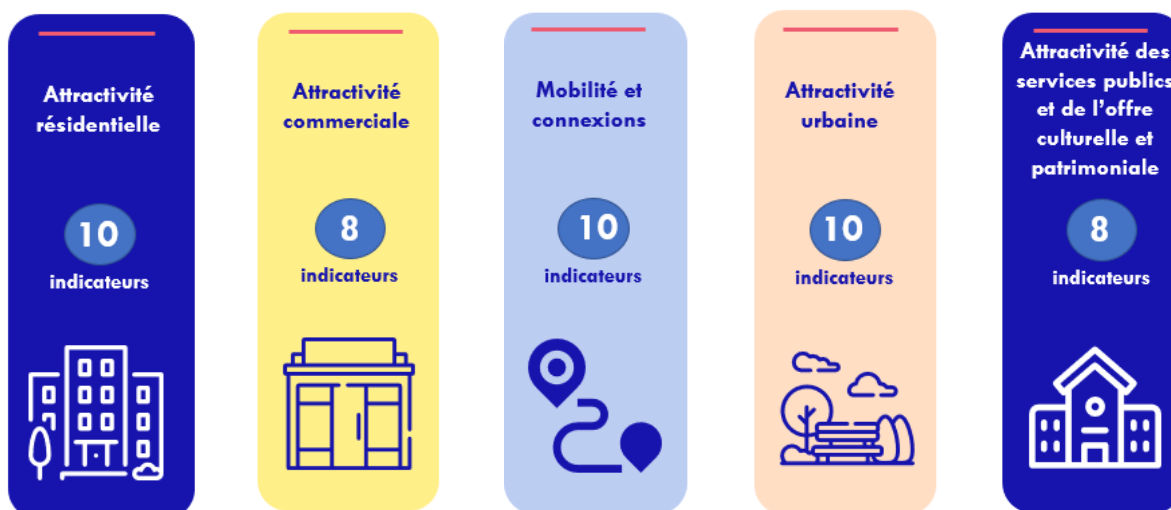 Attractivité
résidentielle
10
indicateurs
Attractivité
commerciale
8
indicateurs
Mobilité et
connexions
10
indicateurs
Attractivité
urbaine
10
indicateurs
Attractivité des
services publics
et de l'offre
culturelle et
patrimoniale
8
indicateurs